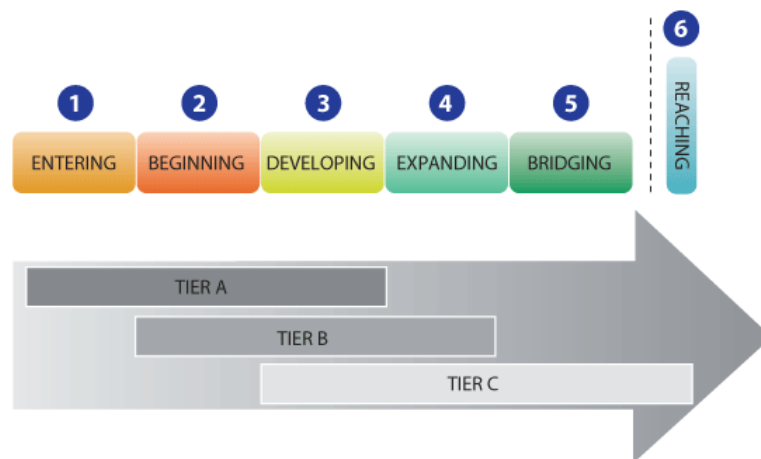 6
1
2
3
4
5
ENTERING
BEGINNING
DEVELOPING
EXPANDING
BRIDGING
REACHING
TIER A
TIER B
TIER C